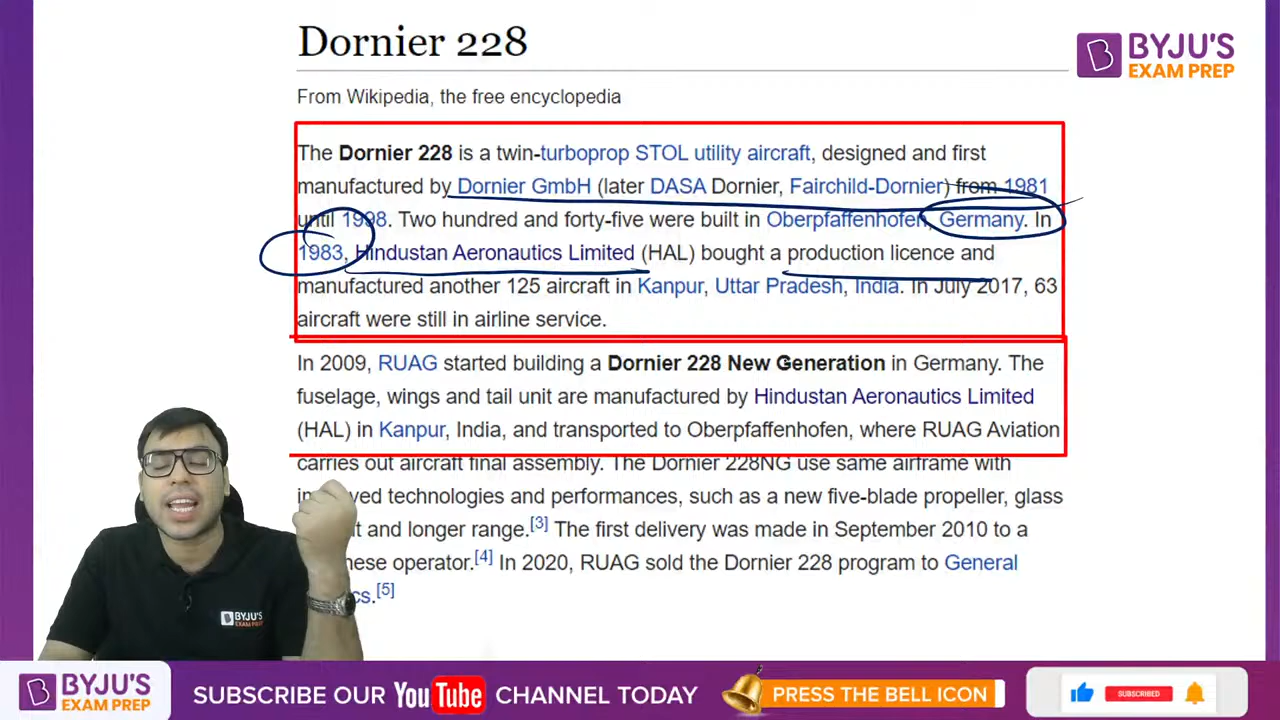 Dornier 228
BYJU'S
EXAM PREP
From Wikipedia, the free encyclopedia
The Dornier 228 is a twin-turboprop STOL utility aircraft, designed and first
manufactured by Dornier GmbH (later DASA Dornier, Fairchild-Dornier) from 1981
until 1998. Two hundred and forty-five were built in Oberpfaffenhofen, Germany. In
1983, Hindustan Aeronautics Limited (HAL) bought a production licence and
manufactured another 125 aircraft in Kanpur, Uttar Pradesh, India. In July 2017, 63
aircraft were still in airline service.
In 2009, RUAG started building a Dornier 228 New Generation in Germany. The
fuselage, wings and tail unit are manufactured by Hindustan Aeronautics Limited
(HAL) in Kanpur, India, and transported to Oberpfaffenhofen, where RUAG Aviation
carries out aircraft final assembly. The Dornier 228NG use same airframe with
technologies and performances, such as a new five-blade propeller, glass
and longer range.[3] The first delivery was made in September 2010 to a
operator.[4] In 2020, RUAG sold the Dornier 228 program to General
[5]
BYJU'S
EXAM PREP
BYJU'S
EXAM PREP
SUBSCRIBE OUR YouTube CHANNEL TODAY
PRESS THE BELL ICON
SUBSCRIBED